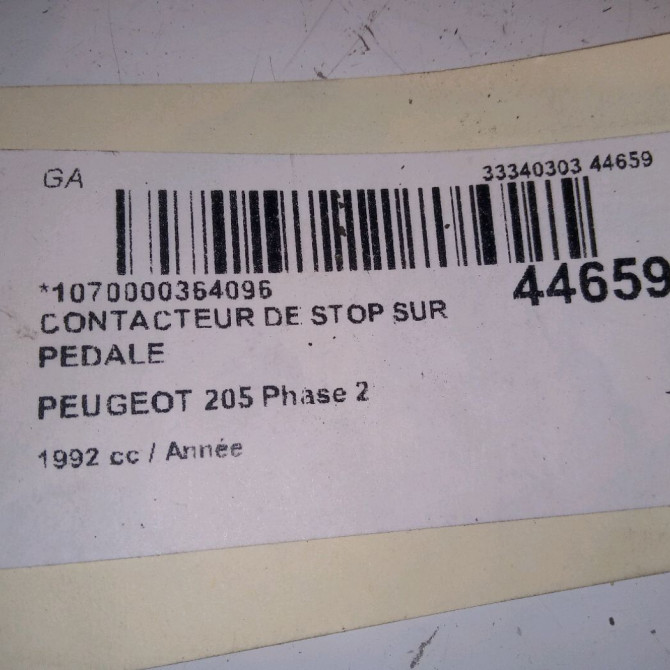 GA
33340303 44659
*1070000364096
44659
CONTACTEUR DE STOP SUR
PEDALE
PEUGEOT 205 Phase 2
1992 cc / Année